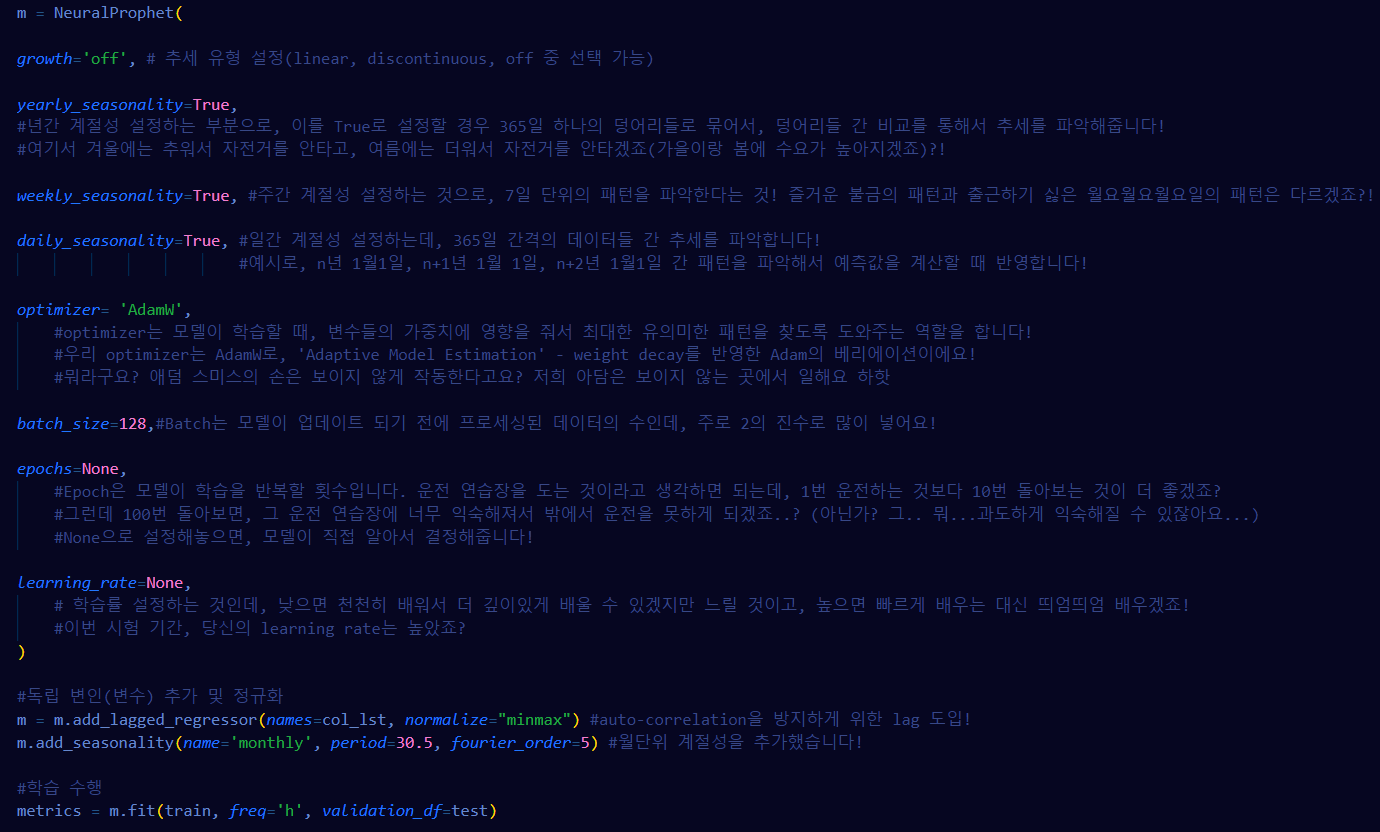 m = NeuralProphet(
growth='off', # 추세 유형 설정(linear, discontinuous, off 중 선택 가능)
yearly_seasonality=True,
#년간 계절성 설정하는 부분으로, 이를 True로 설정할 경우 365일 하나의 덩어리들로 묶어서, 덩어리들 간 비교를 통해서 추세를 파악해줍니다!
#여기서 겨울에는 추워서 자전거를 안타고, 여름에는 더워서 자전거를 안타겠죠(가을이랑 봄에 수요가 높아지겠죠)?!
weekly_seasonality=True, #주간 계절성 설정하는 것으로, 7일 단위의 패턴을 파악한다는 것! 즐거운 불금의 패턴과 출근하기 싫은 월요월요월요일의 패턴은 다르겠죠?!
daily_seasonality=True, #일간 계절성 설정하는데, 365일 간격의 데이터들 간 추세를 파악합니다!
#예시로, n년 1월1일, n+1년 1월 1일, n+2년 1월1일 간 패턴을 파악해서 예측값을 계산할 때 반영합니다!
optimizer= 'AdamW',
#optimizer는 모델이 학습할 때, 변수들의 가중치에 영향을 줘서 최대한 유의미한 패턴을 찾도록 도와주는 역할을 합니다!
#우리 optimizer는 AdamW로, 'Adaptive Model Estimation' - weight decay를 반영한 Adam의 베리에이션이에요!
#뭐라구요? 애덤 스미스의 손은 보이지 않게 작동한다고요? 저희 아담은 보이지 않는 곳에서 일해요 하핫
batch_size=128,#Batch는 모델이 업데이트 되기 전에 프로세싱된 데이터의 수인데, 주로 2의 진수로 많이 넣어요!
epochs=None,
#Epoch은 모델이 학습을 반복할 횟수입니다. 운전 연습장을 도는 것이라고 생각하면 되는데, 1번 운전하는 것보다 10번 돌아보는 것이 더 좋겠죠?
#그런데 100번 돌아보면, 그 운전 연습장에 너무 익숙해져서 밖에서 운전을 못하게 되겠죠..? (아닌가? 그.. 뭐...과도하게 익숙해질 수 있잖아요...)
#None으로 설정해놓으면, 모델이 직접 알아서 결정해줍니다!
learning_rate=None,
# 학습률 설정하는 것인데, 낮으면 천천히 배워서 더 깊이있게 배울 수 있겠지만 느릴 것이고, 높으면 빠르게 배우는 대신 띄엄띄엄 배우겠죠!
#이번 시험 기간, 당신의 learning rate는 높았죠?
)
#독립 변인(변수) 추가 및 정규화
m = m.add_lagged_regressor(names=col_lst, normalize="minmax") #auto-correlation을 방지하게 위한 lag 도입!
m.add_seasonality(name='monthly', period=30.5, fourier_order=5) #월단위 계절성을 추가했습니다!
#학습 수행
metrics = m.fit(train, freq='h', validation_df=test)